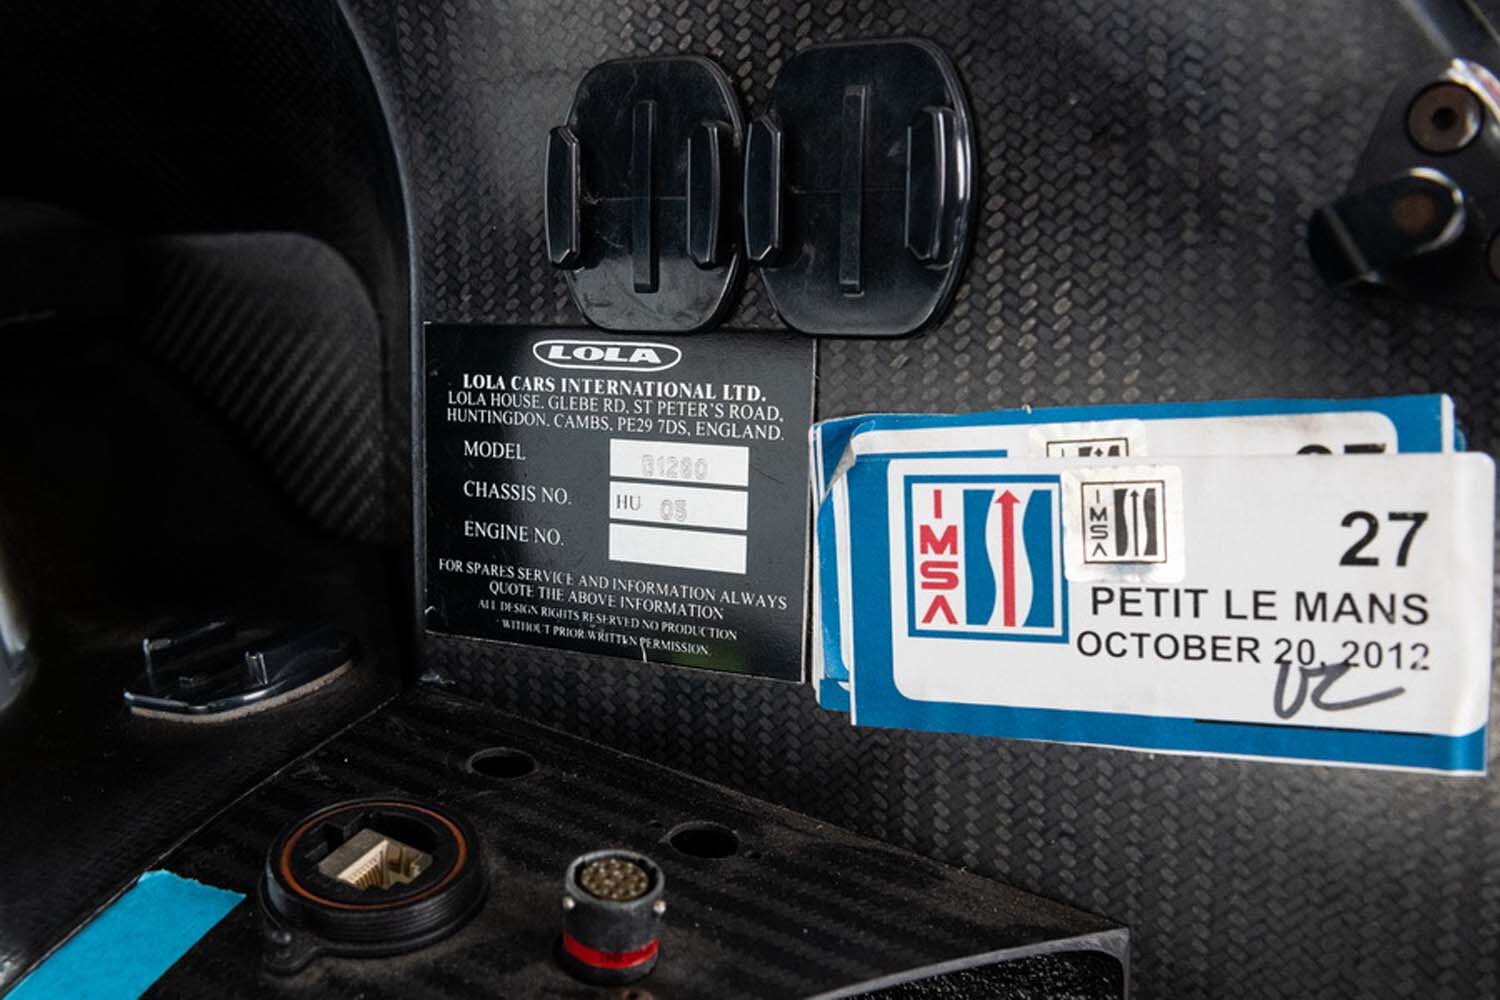 LOLA
LOLA CARS INTERNATIONAL LTD.
LOLA HOUSE. GLEBE RD. ST PETER'S ROAD,
HUNTINGDON. CAMBS. PE29 7DS, ENGLAND.
MODEL B1280
CHASSIS NO. HU 05
ENGINE NO.
FOR SPARES SERVICE AND INFORMATION ALWAYS
QUOTE THE ABOVE INFORMATION
ALL DESIGN RIGHTS RESERVED NO PRODUCTION
WITHOUT PRIOR WRITTEN PERMISSION.
IMSA
IMSA
27
PETIT LE MANS
OCTOBER 20, 2012